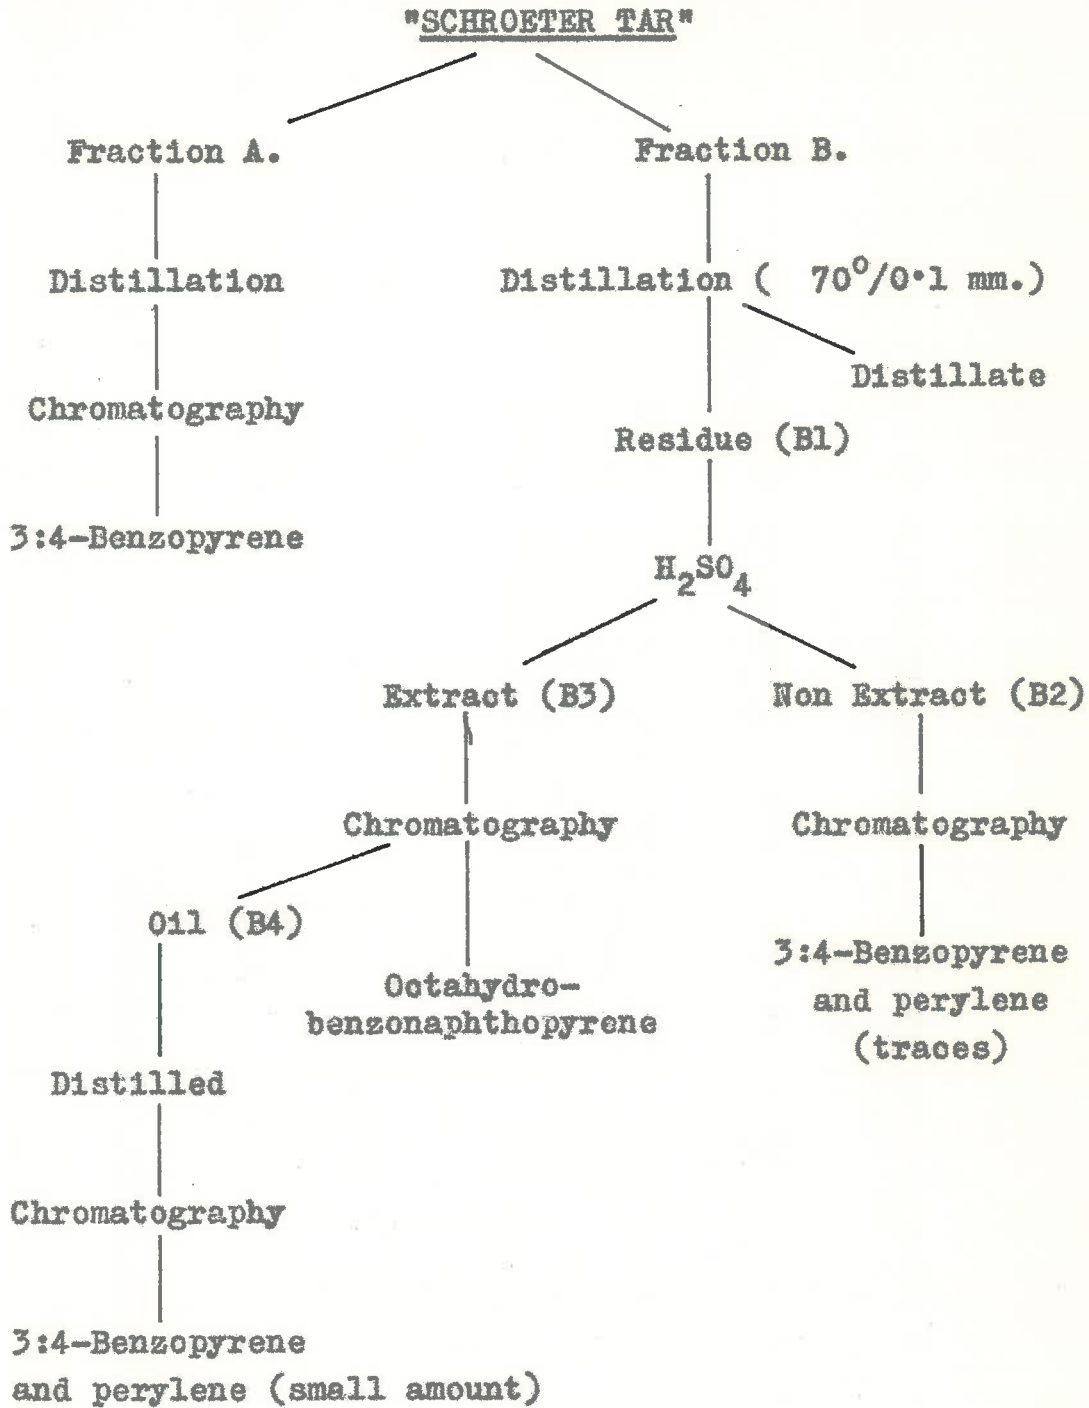 "SCHROETER TAR"
Fraction A.
Fraction B.
Distillation
Distillation ( 70⁰/0·1 mm.)
Distillate
Chromatography
Residue (B1)
3:4-Benzopyrene
H₂SO₄
Extract (B3)
Non Extract (B2)
Chromatography
Chromatography
Oil (B4)
3:4-Benzopyrene
and perylene
(traces)
Octahydro-
benzonaphthopyrene
Distilled
Chromatography
3:4-Benzopyrene
and perylene (small amount)